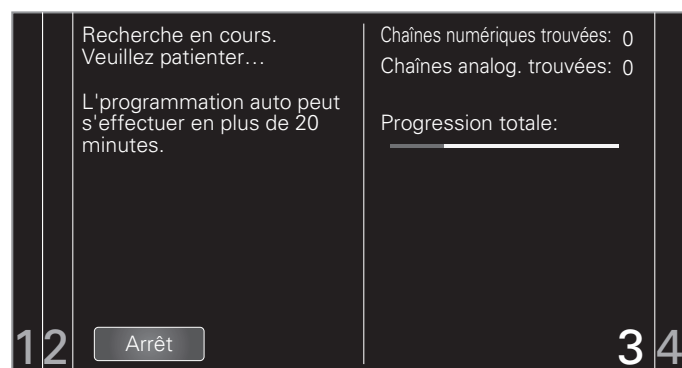 Recherche en cours.
Veuillez patienter…
L'programmation auto peut
s'effectuer en plus de 20
minutes.
Chaînes numériques trouvées: 0
Chaînes analog. trouvées: 0
Progression totale:
1 2
Arrêt
3 4